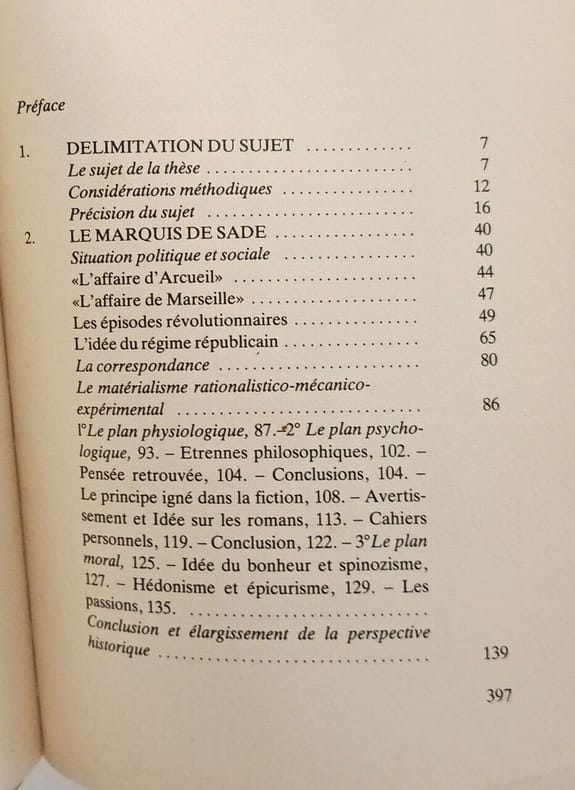 Préface
1. DELIMITATION DU SUJET ............. 7
Le sujet de la thèse .......................... 7
Considérations méthodiques ................ 12
Précision du sujet ......................... 16
2. LE MARQUIS DE SADE ................. 40
Situation politique et sociale ................ 40
«L'affaire d'Arcueil» ....................... 44
«L'affaire de Marseille» .................... 47
Les épisodes révolutionnaires ............... 49
L'idée du régime républicain ................. 65
La correspondance ......................... 80
Le matérialisme rationalistico-mécanico-
expérimental .............................. 86
1° Le plan physiologique, 87. – 2° Le plan psycho-
logique, 93. – Etrennes philosophiques, 102. –
Pensée retrouvée, 104. – Conclusions, 104. –
Le principe igné dans la fiction, 108. – Avertis-
sement et Idée sur les romans, 113. – Cahiers
personnels, 119. – Conclusion, 122. – 3° Le plan
moral, 125. – Idée du bonheur et spinozisme,
127. – Hédonisme et épicurisme, 129. – Les
passions, 135. .............................
Conclusion et élargissement de la perspective
historique ................................. 139
397